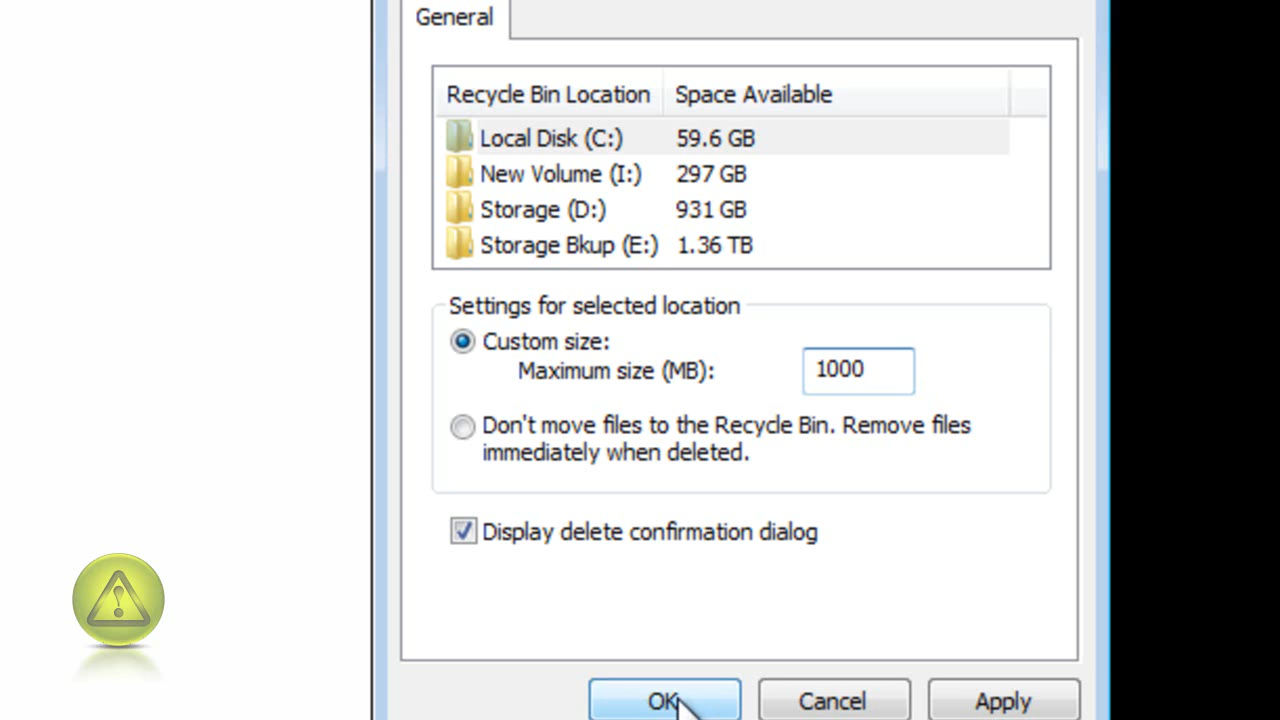 General
Recycle Bin Location Space Available
Local Disk (C:) 59.6 GB
New Volume (I:) 297 GB
Storage (D:) 931 GB
Storage Bkup (E:) 1.36 TB
Settings for selected location
Custom size:
Maximum size (MB): 1000
Don't move files to the Recycle Bin. Remove files
immediately when deleted.
Display delete confirmation dialog
OK Cancel Apply